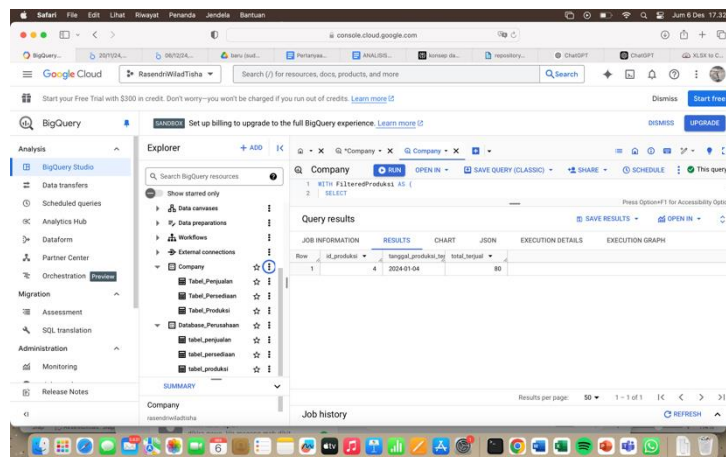 Safari File Edit Lihat Riwayat Penanda Jendela Bantuan
Jum 6 Des 17.32
console.cloud.google.com
BigQuery...
20/11/24,...
06/12/24,...
baru (sud...
Pertanyaa...
ANALISIS...
konsep da...
repository...
ChatGPT
ChatGPT
XLSX to C...
Google Cloud
RasendriWiladTisha
Search (/) for resources, docs, products, and more
Search
Start your Free Trial with $300 in credit. Don't worry—you won't be charged if you run out of credits. Learn more
Dismiss
Start free
BigQuery
SANDBOX Set up billing to upgrade to the full BigQuery experience. Learn more
DISMISS
UPGRADE
Analysis
BigQuery Studio
Data transfers
Scheduled queries
Analytics Hub
Dataform
Partner Center
Orchestration Preview
Migration
Assessment
SQL translation
Administration
Monitoring
Release Notes
Explorer
+ ADD
Search BigQuery resources
Show starred only
Data canvases
Data preparations
Workflows
External connections
Company
Tabel_Penjualan
Tabel_Persediaan
Tabel_Produksi
Database_Perusahaan
tabel_penjualan
tabel_persediaan
tabel_produksi
SUMMARY
Company
rasendriwiladtisha
*Company
Company
Company
RUN
OPEN IN
SAVE QUERY (CLASSIC)
SHARE
SCHEDULE
This query
1 WITH FilteredProduksi AS (
2 SELECT
Press Option+F1 for Accessibility Optio
Query results
SAVE RESULTS
OPEN IN
JOB INFORMATION RESULTS CHART JSON EXECUTION DETAILS EXECUTION GRAPH
Row id_produksi tanggal_produksi_ter total_terjual
1 4 2024-01-04 80
Results per page: 50 1 – 1 of 1
Job history
REFRESH